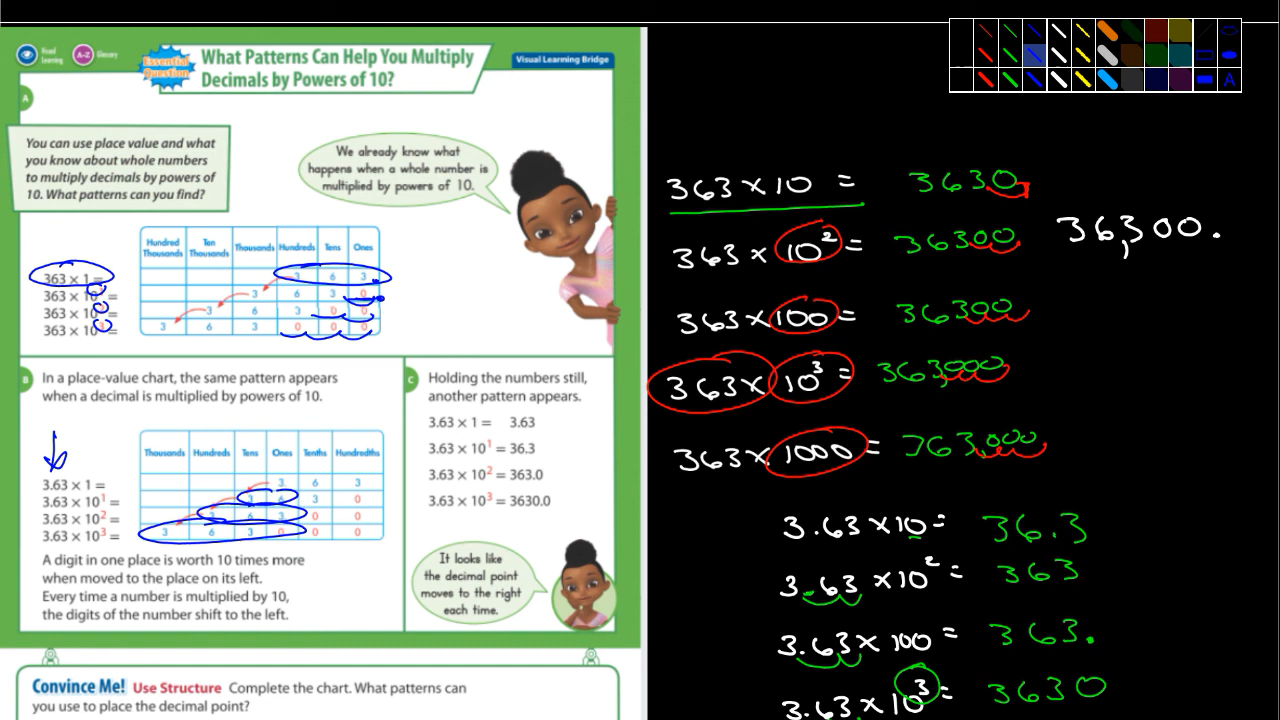 Visual Learning
A-Z Glossary
Essential Question
What Patterns Can Help You Multiply
Decimals by Powers of 10?
Visual Learning Bridge
A
You can use place value and what
you know about whole numbers
to multiply decimals by powers of
10. What patterns can you find?
We already know what
happens when a whole number is
multiplied by powers of 10.
Hundred Thousands Ten Thousands Thousands Hundreds Tens Ones
363 × 1 = 3 6 3
363 × 10 = 3 6 3 0
363 × 10 = 3 6 3 0 0
363 × 10³ = 3 6 3 0 0 0
B
In a place-value chart, the same pattern appears
when a decimal is multiplied by powers of 10.
Thousands Hundreds Tens Ones Tenths Hundredths
3.63 × 1 = 3 6 3
3.63 × 10¹ = 3 6 3 0
3.63 × 10² = 3 6 3 0 0
3.63 × 10³ = 3 6 3 0 0 0
A digit in one place is worth 10 times more
when moved to the place on its left.
Every time a number is multiplied by 10,
the digits of the number shift to the left.
C
Holding the numbers still,
another pattern appears.
3.63 × 1 = 3.63
3.63 × 10¹ = 36.3
3.63 × 10² = 363.0
3.63 × 10³ = 3630.0
It looks like
the decimal point
moves to the right
each time.
Convince Me! Use Structure Complete the chart. What patterns can
you use to place the decimal point?
A
363 × 10 = 3630
363 × 10² = 36300 36,300.
363 × 100 = 36300
363 × 10³ = 363,000
363 × 1000 = 363,000
3.63 × 10 = 36.3
3.63 × 10² = 363
3.63 × 100 = 363.
3.63 × 10³ = 3630